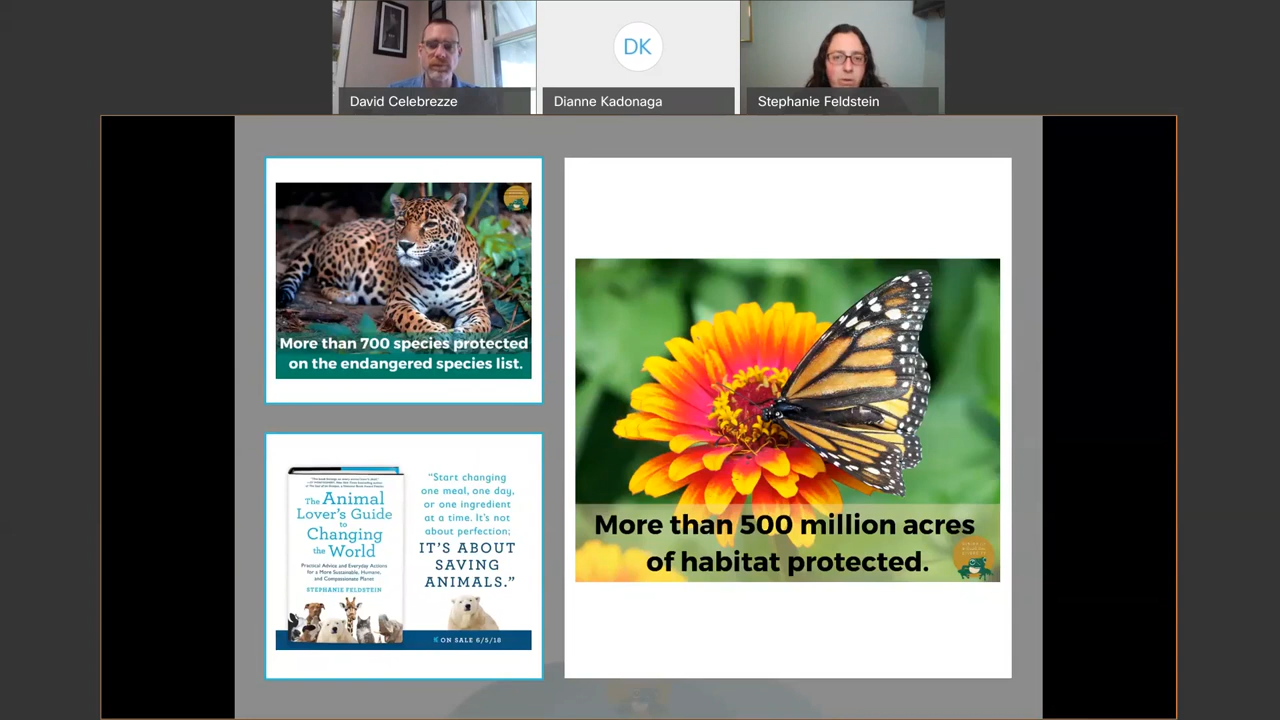 DK
David Celebrezze
Dianne Kadonaga
Stephanie Feldstein
More than 700 species protected
on the endangered species list.
The Animal
Lover's Guide
to
Changing
the World
Practical Advice and Everyday Actions
for a More Sustainable, Humane,
and Compassionate Planet
STEPHANIE FELDSTEIN
"Start changing
one meal, one day,
or one ingredient
at a time. It's not
about perfection;
IT'S ABOUT
SAVING
ANIMALS."
ON SALE 6/5/18
More than 500 million acres
of habitat protected.